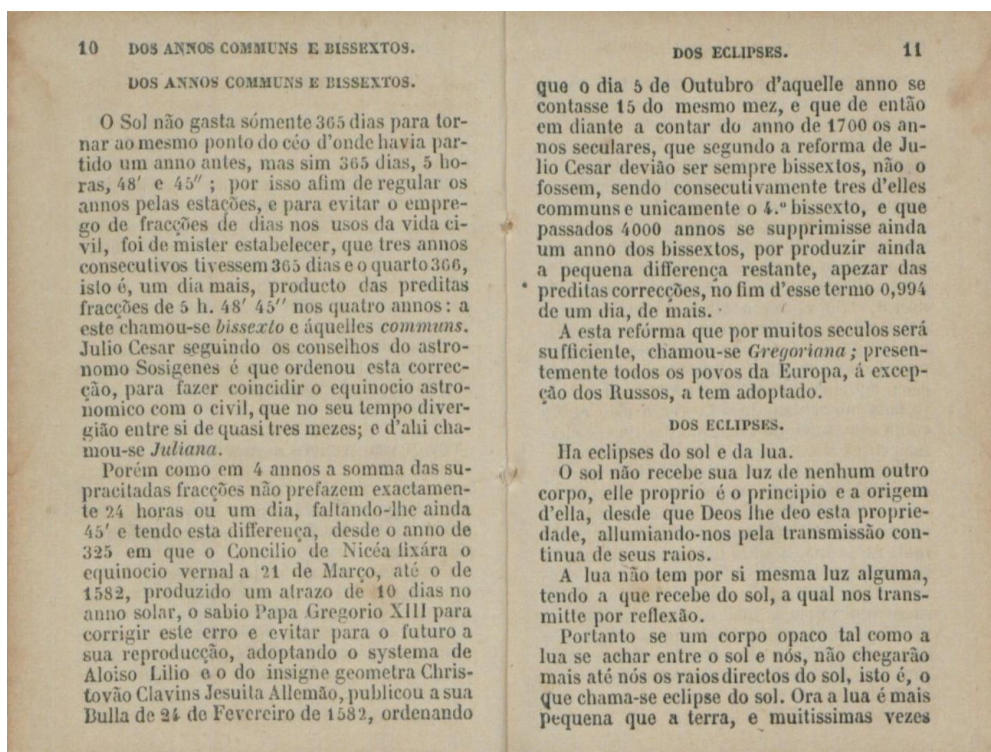 10 DOS ANNOS COMMUNS E BISSEXTOS.
DOS ANNOS COMMUNS E BISSEXTOS.
O Sol não gasta sómente 365 dias para tor-
nar ao mesmo ponto do céo d'onde havia par-
tido um anno antes, mas sim 365 dias, 5 ho-
ras, 48′ e 45″ ; por isso afim de regular os
annos pelas estações, e para evitar o empre-
go de fracções de dias nos usos da vida ci-
vil, foi de mister estabelecer, que tres annos
consecutivos tivessem 365 dias e o quarto 366,
isto é, um dia mais, producto das preditas
fracções de 5 h. 48′ 45″ nos quatro annos : a
este chamou-se bissexto e áquelles communs.
Julio Cesar seguindo os conselhos do astro-
nomo Sosigenes é que ordenou esta correc-
ção, para fazer coincidir o equinocio astro-
nomico com o civil, que no seu tempo diver-
gião entre si de quasi tres mezes; e d'ahi cha-
mou-se Juliana.
Porém como em 4 annos a somma das su-
pracitadas fracções não prefazem exactamen-
te 24 horas ou um dia, faltando-lhe ainda
45′ e tendo esta differença, desde o anno de
325 em que o Concilio de Nicéa fixára o
equinocio vernal a 21 de Março, até o de
1582, produzido um atrazo de 10 dias no
anno solar, o sabio Papa Gregorio XIII para
corrigir este erro e evitar para o futuro a
sua reproducção, adoptando o systema de
Aloiso Lilio e o do insigne geometra Chris-
tovão Clavins Jesuita Allemão, publicou a sua
Bulla de 24 de Fevereiro de 1582, ordenando
DOS ECLIPSES. 11
que o dia 5 de Outubro d'aquelle anno se
contasse 15 do mesmo mez, e que de então
em diante a contar do anno de 1700 os an-
nos seculares, que segundo a reforma de Ju-
lio Cesar devião ser sempre bissextos, não o
fossem, sendo consecutivamente tres d'elles
communs e unicamente o 4.º bissexto, e que
passados 4000 annos se supprimisse ainda
um anno dos bissextos, por produzir ainda
a pequena differença restante, apezar das
preditas correcções, no fim d'esse termo 0,994
de um dia, de mais.
A esta refórma que por muitos seculos será
sufficiente, chamou-se Gregoriana ; presen-
temente todos os povos da Europa, á excep-
ção dos Russos, a tem adoptado.
DOS ECLIPSES.
Ha eclipses do sol e da lua.
O sol não recebe sua luz de nenhum outro
corpo, elle proprio é o principio e a origem
d'ella, desde que Deos lhe deo esta proprie-
dade, allumiando-nos pela transmissão con-
tinua de seus raios.
A lua não tem por si mesma luz alguma,
tendo a que recebe do sol, a qual nos trans-
mitte por reflexão.
Portanto se um corpo opaco tal como a
lua se achar entre o sol e nós, não chegarão
mais até nós os raios directos do sol, isto é, o
que chama-se eclipse do sol. Ora a lua é mais
pequena que a terra, e muitissimas vezes